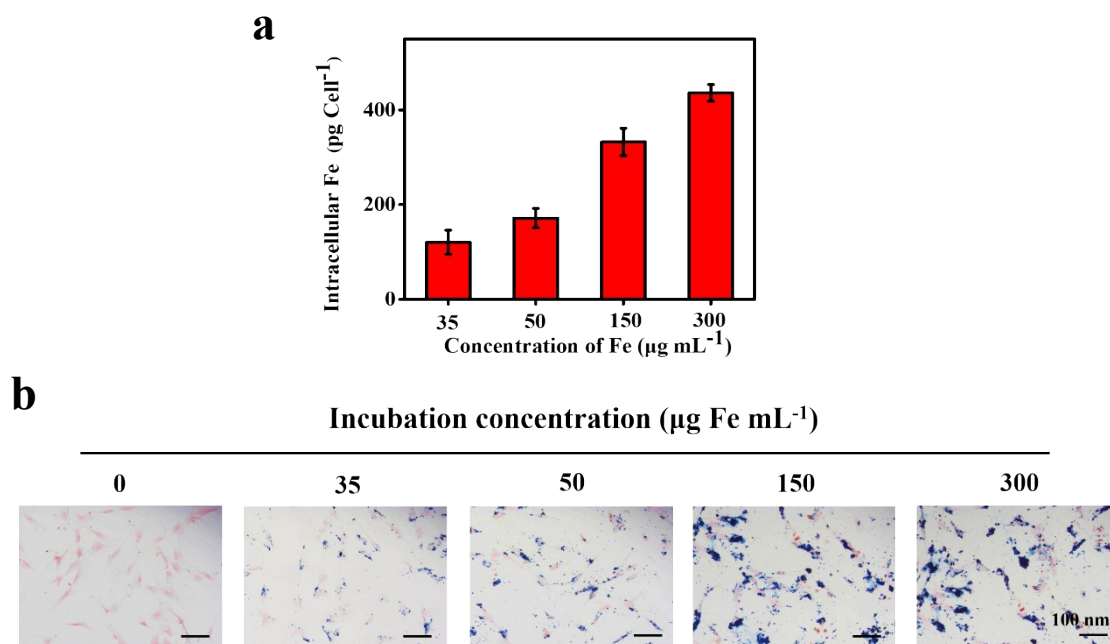 a
Intracellular Fe (pg Cell-1)
400
200
0
35 50 150 300
Concentration of Fe (µg mL-1)
b
Incubation concentration (µg Fe mL-1)
0 35 50 150 300
100 nm